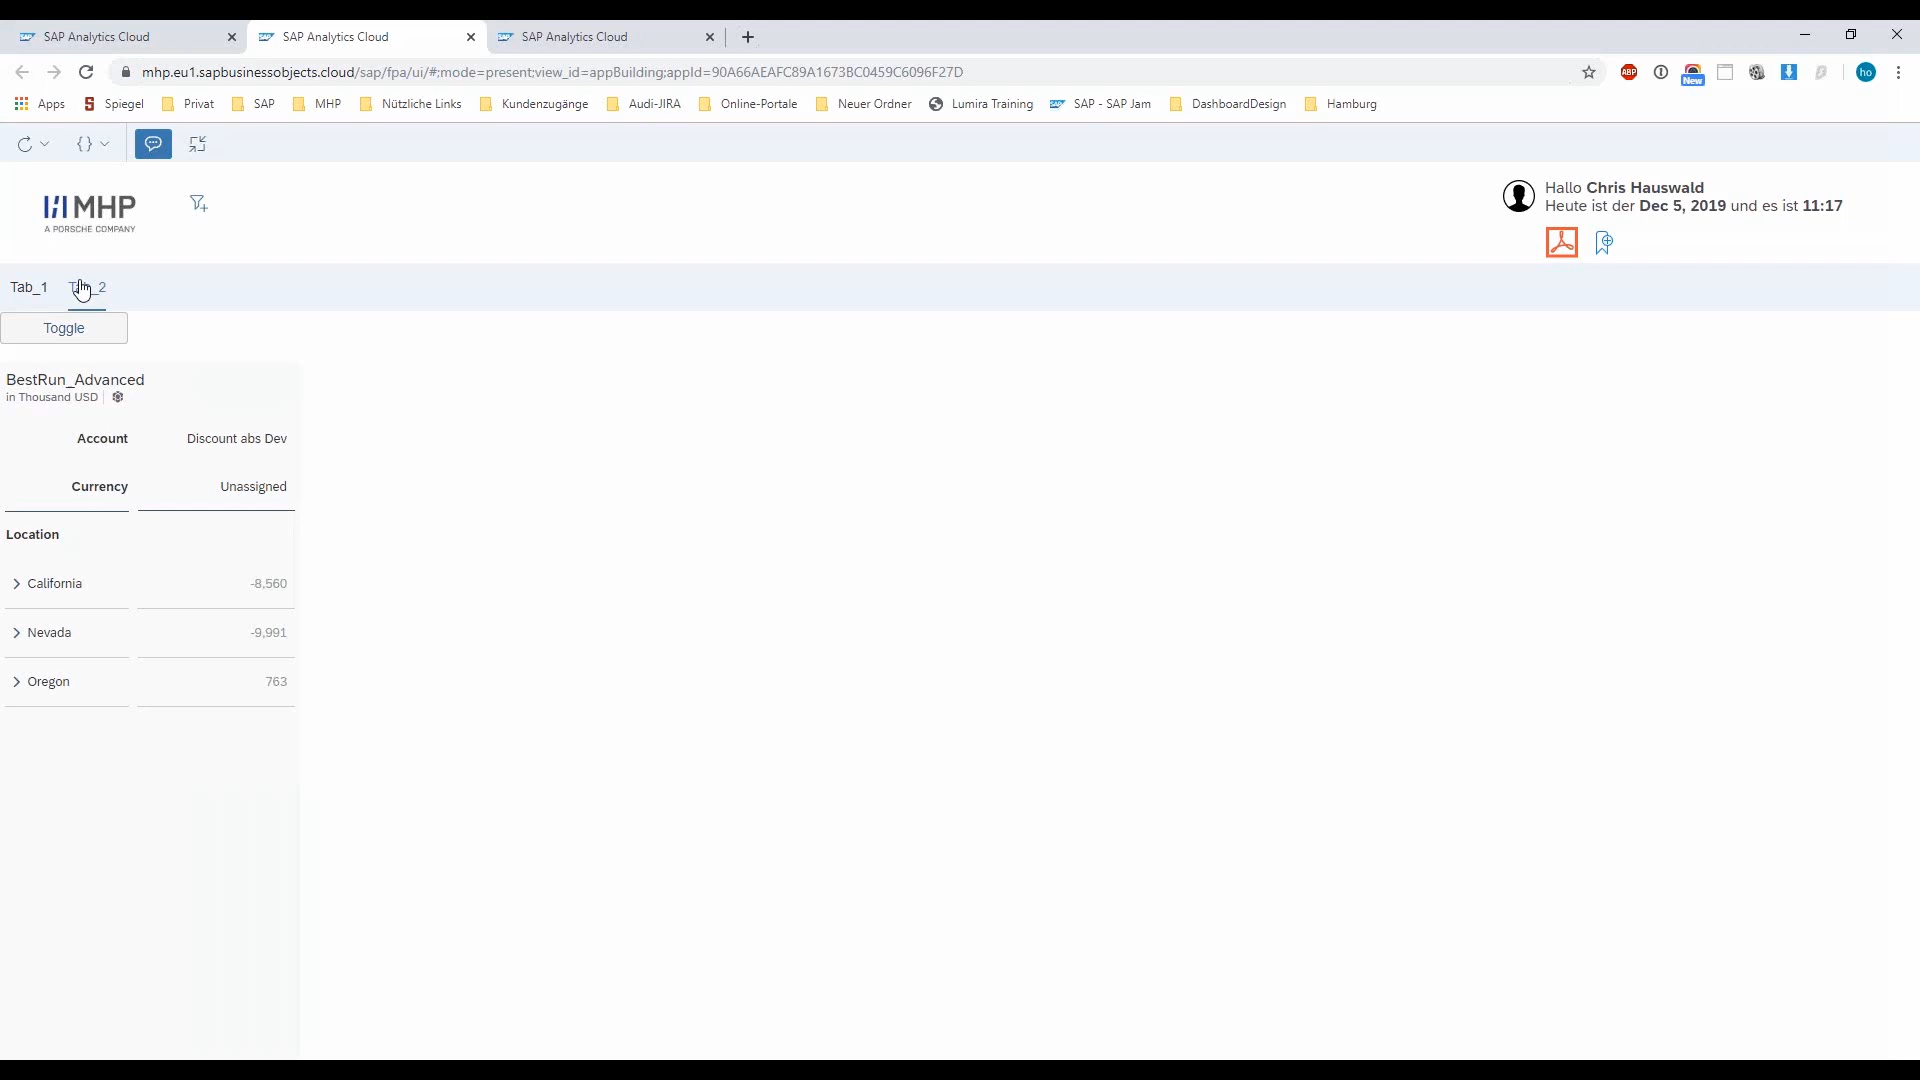 SAP Analytics Cloud SAP Analytics Cloud SAP Analytics Cloud
mhp.eu1.sapbusinessobjects.cloud/sap/fpa/ui/#;mode=present;view_id=appBuilding;appId=90A66AEAFC89A1673BC0459C6096F27D ABP New ho
Apps Spiegel Privat SAP MHP Nützliche Links Kundenzugänge Audi-JIRA Online-Portale Neuer Ordner Lumira Training SAP - SAP Jam DashboardDesign Hamburg
MHP
A PORSCHE COMPANY
Hallo Chris Hauswald
Heute ist der Dec 5, 2019 und es ist 11:17
Tab_1 _2
Toggle
BestRun_Advanced
in Thousand USD
Account Discount abs Dev
Currency Unassigned
Location
California -8,560
Nevada -9,991
Oregon 763